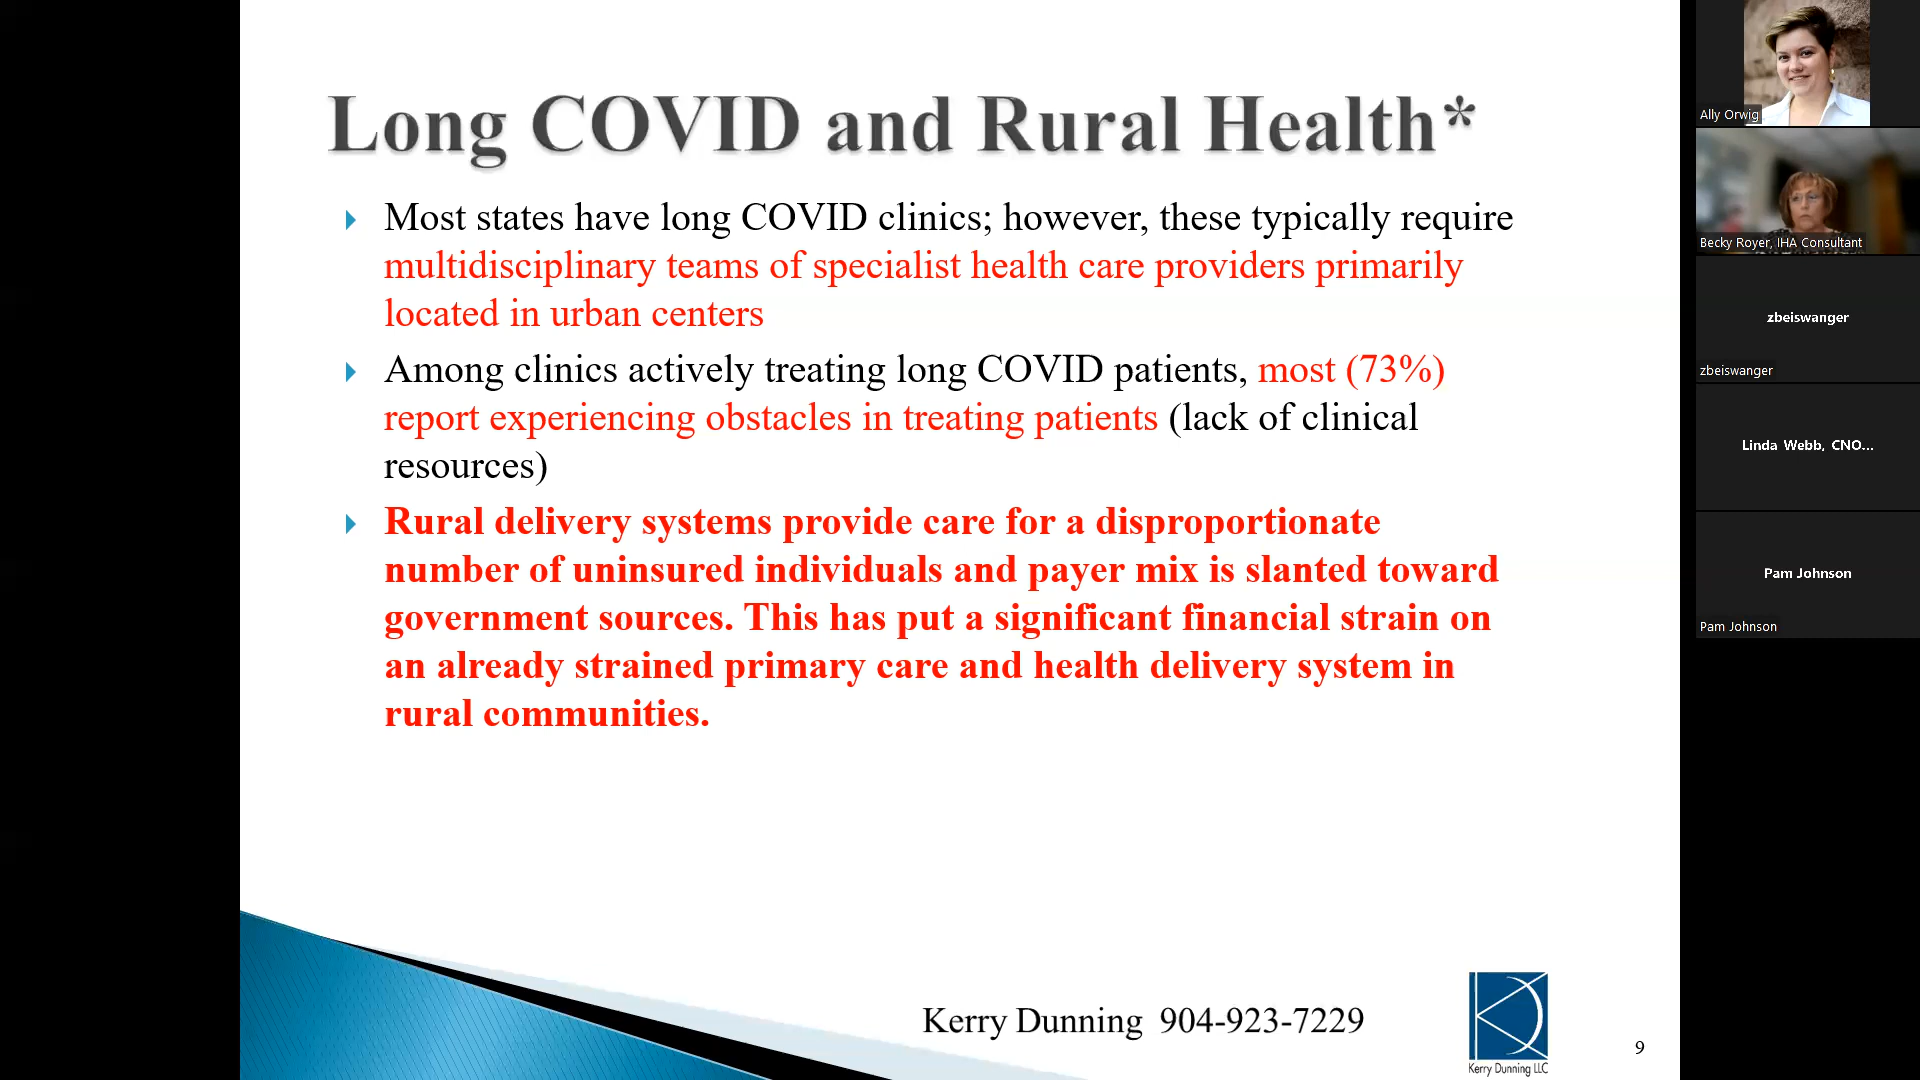 Long COVID and Rural Health*
Most states have long COVID clinics; however, these typically require
multidisciplinary teams of specialist health care providers primarily
located in urban centers
Among clinics actively treating long COVID patients, most (73%)
report experiencing obstacles in treating patients (lack of clinical
resources)
Rural delivery systems provide care for a disproportionate
number of uninsured individuals and payer mix is slanted toward
government sources. This has put a significant financial strain on
an already strained primary care and health delivery system in
rural communities.
Kerry Dunning 904-923-7229
Kerry Dunning LLC
9
Ally Orwig
Becky Royer, IHA Consultant
zbeiswanger
zbeiswanger
Linda Webb, CNO...
Pam Johnson
Pam Johnson